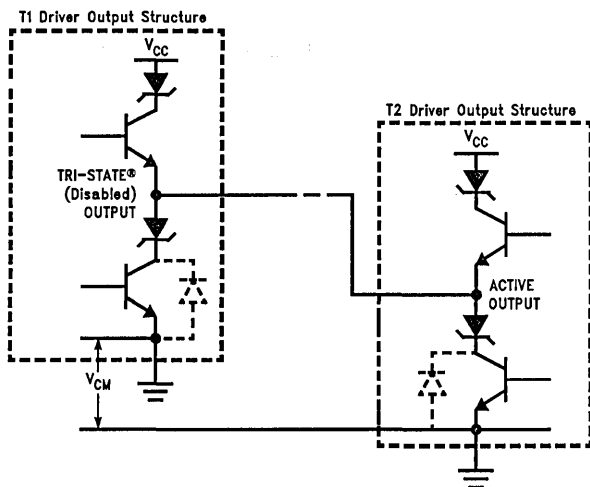 T1 Driver Output Structure
VCC
TRI-STATE®
(Disabled)
OUTPUT
VCM
T2 Driver Output Structure
VCC
ACTIVE
OUTPUT